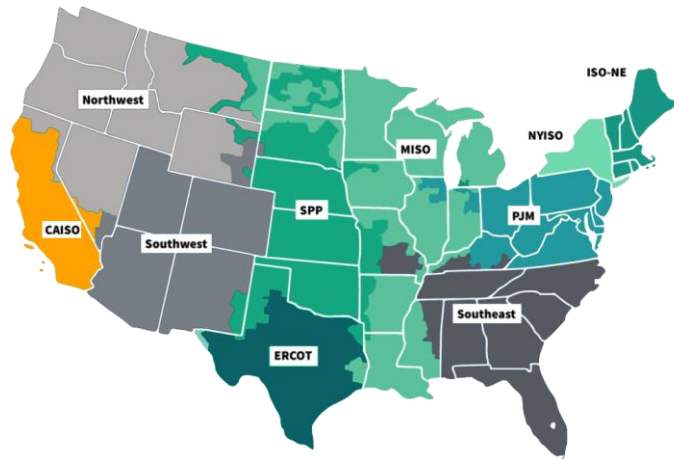 ISO-NE
Northwest
NYISO
MISO
SPP
PJM
CAISO
Southwest
Southeast
ERCOT